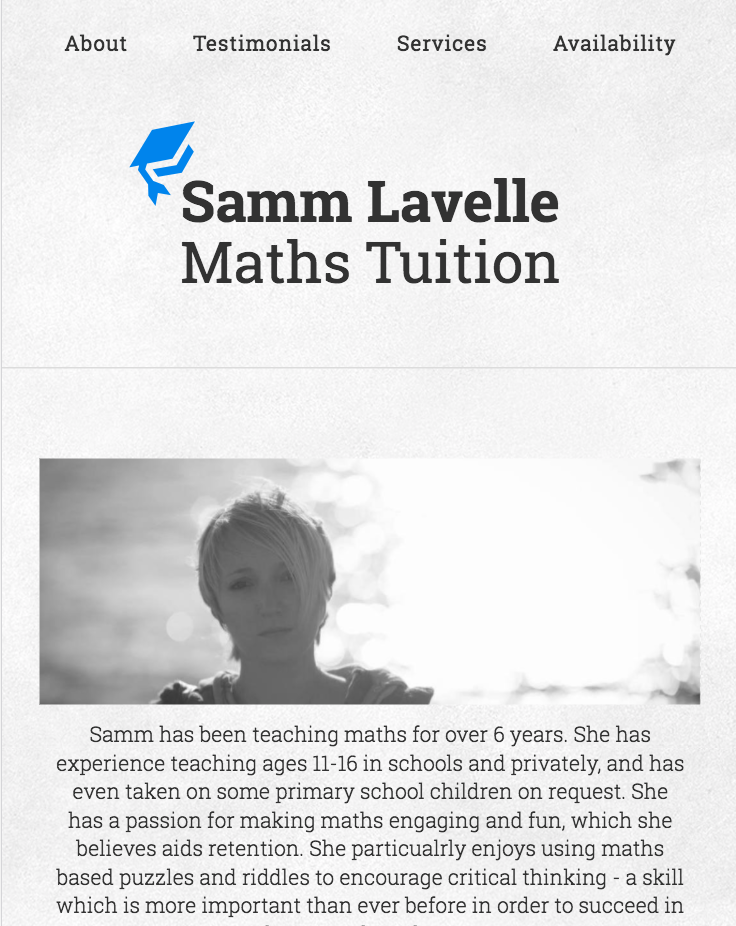 About Testimonials Services Availability
Samm Lavelle
Maths Tuition
Samm has been teaching maths for over 6 years. She has
experience teaching ages 11-16 in schools and privately, and has
even taken on some primary school children on request. She
has a passion for making maths engaging and fun, which she
believes aids retention. She particualrly enjoys using maths
based puzzles and riddles to encourage critical thinking - a skill
which is more important than ever before in order to succeed in